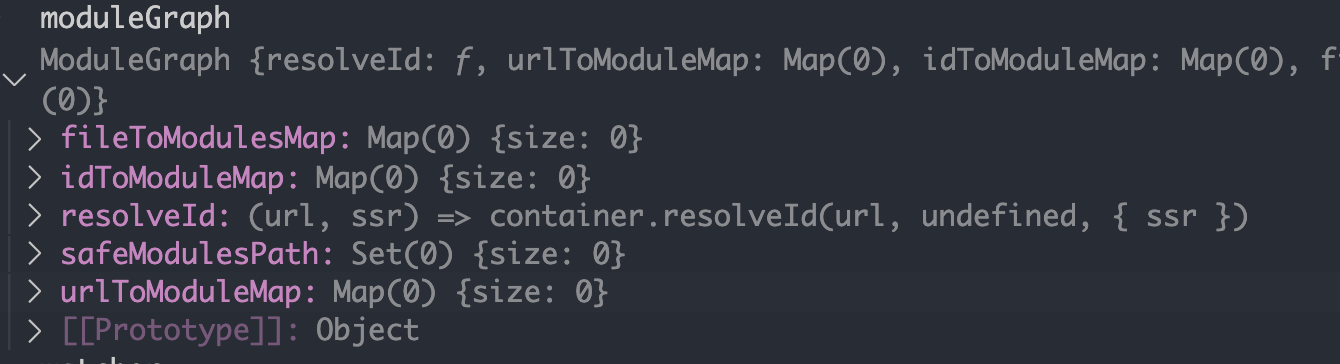 moduleGraph
ModuleGraph {resolveId: ƒ, urlToModuleMap: Map(0), idToModuleMap: Map(0), f
(0)}
fileToModulesMap: Map(0) {size: 0}
idToModuleMap: Map(0) {size: 0}
resolveId: (url, ssr) => container.resolveId(url, undefined, { ssr })
safeModulesPath: Set(0) {size: 0}
urlToModuleMap: Map(0) {size: 0}
[[Prototype]]: Object